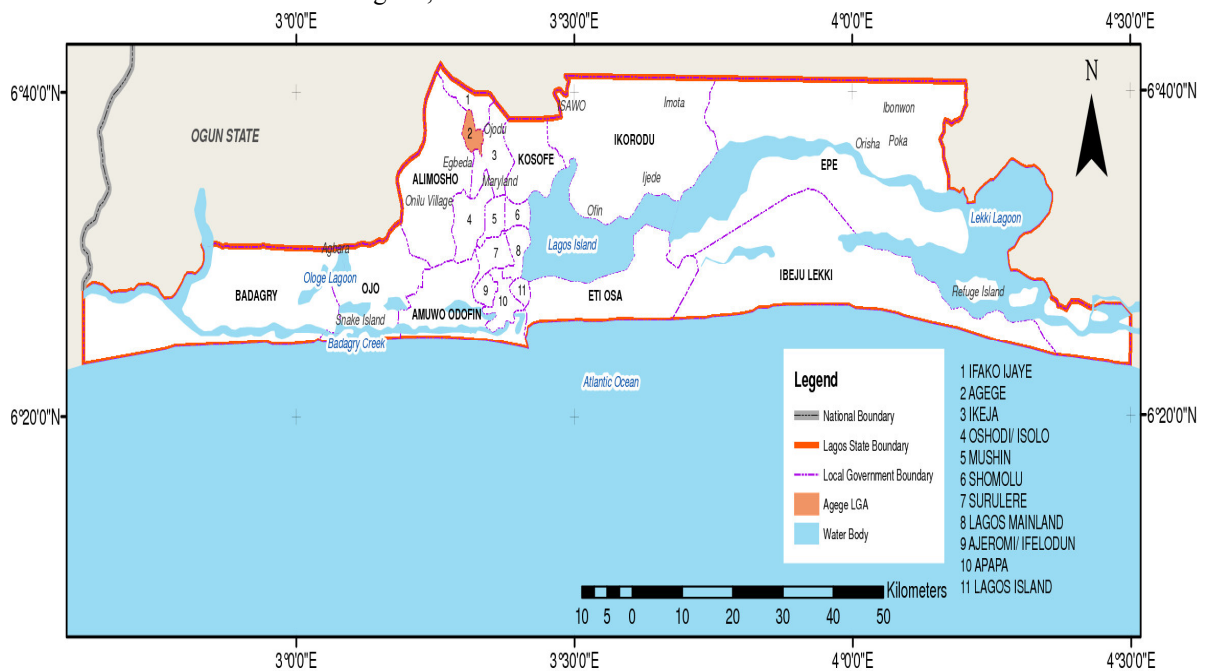 3°0'0"E 3°30'0"E 4°0'0"E 4°30'0"E
6°40'0"N 6°40'0"N
N
OGUN STATE
1
2
Ojodu
3
Egbeda
ALIMOSHO
Maryland
Onilu Village
4
5
6
7
8
9
10
11
KOSOFE
ISAWO
Imota
IKORODU
Ijede
Ofin
Ibonwon
Orisha
Poka
EPE
Lekki Lagoon
Lagos Island
Agbara
Ologe Lagoon
BADAGRY
OJO
Snake Island
AMUWO ODOFIN
Badagry Creek
ETI OSA
IBEJU LEKKI
Refuge Island
Atlantic Ocean
6°20'0"N 6°20'0"N
Legend
National Boundary
Lagos State Boundary
Local Government Boundary
Agege LGA
Water Body
1 IFAKO IJAYE
2 AGEGE
3 IKEJA
4 OSHODI/ ISOLO
5 MUSHIN
6 SHOMOLU
7 SURULERE
8 LAGOS MAINLAND
9 AJEROMI/ IFELODUN
10 APAPA
11 LAGOS ISLAND
Kilometers
10 5 0 10 20 30 40 50
3°0'0"E 3°30'0"E 4°0'0"E 4°30'0"E